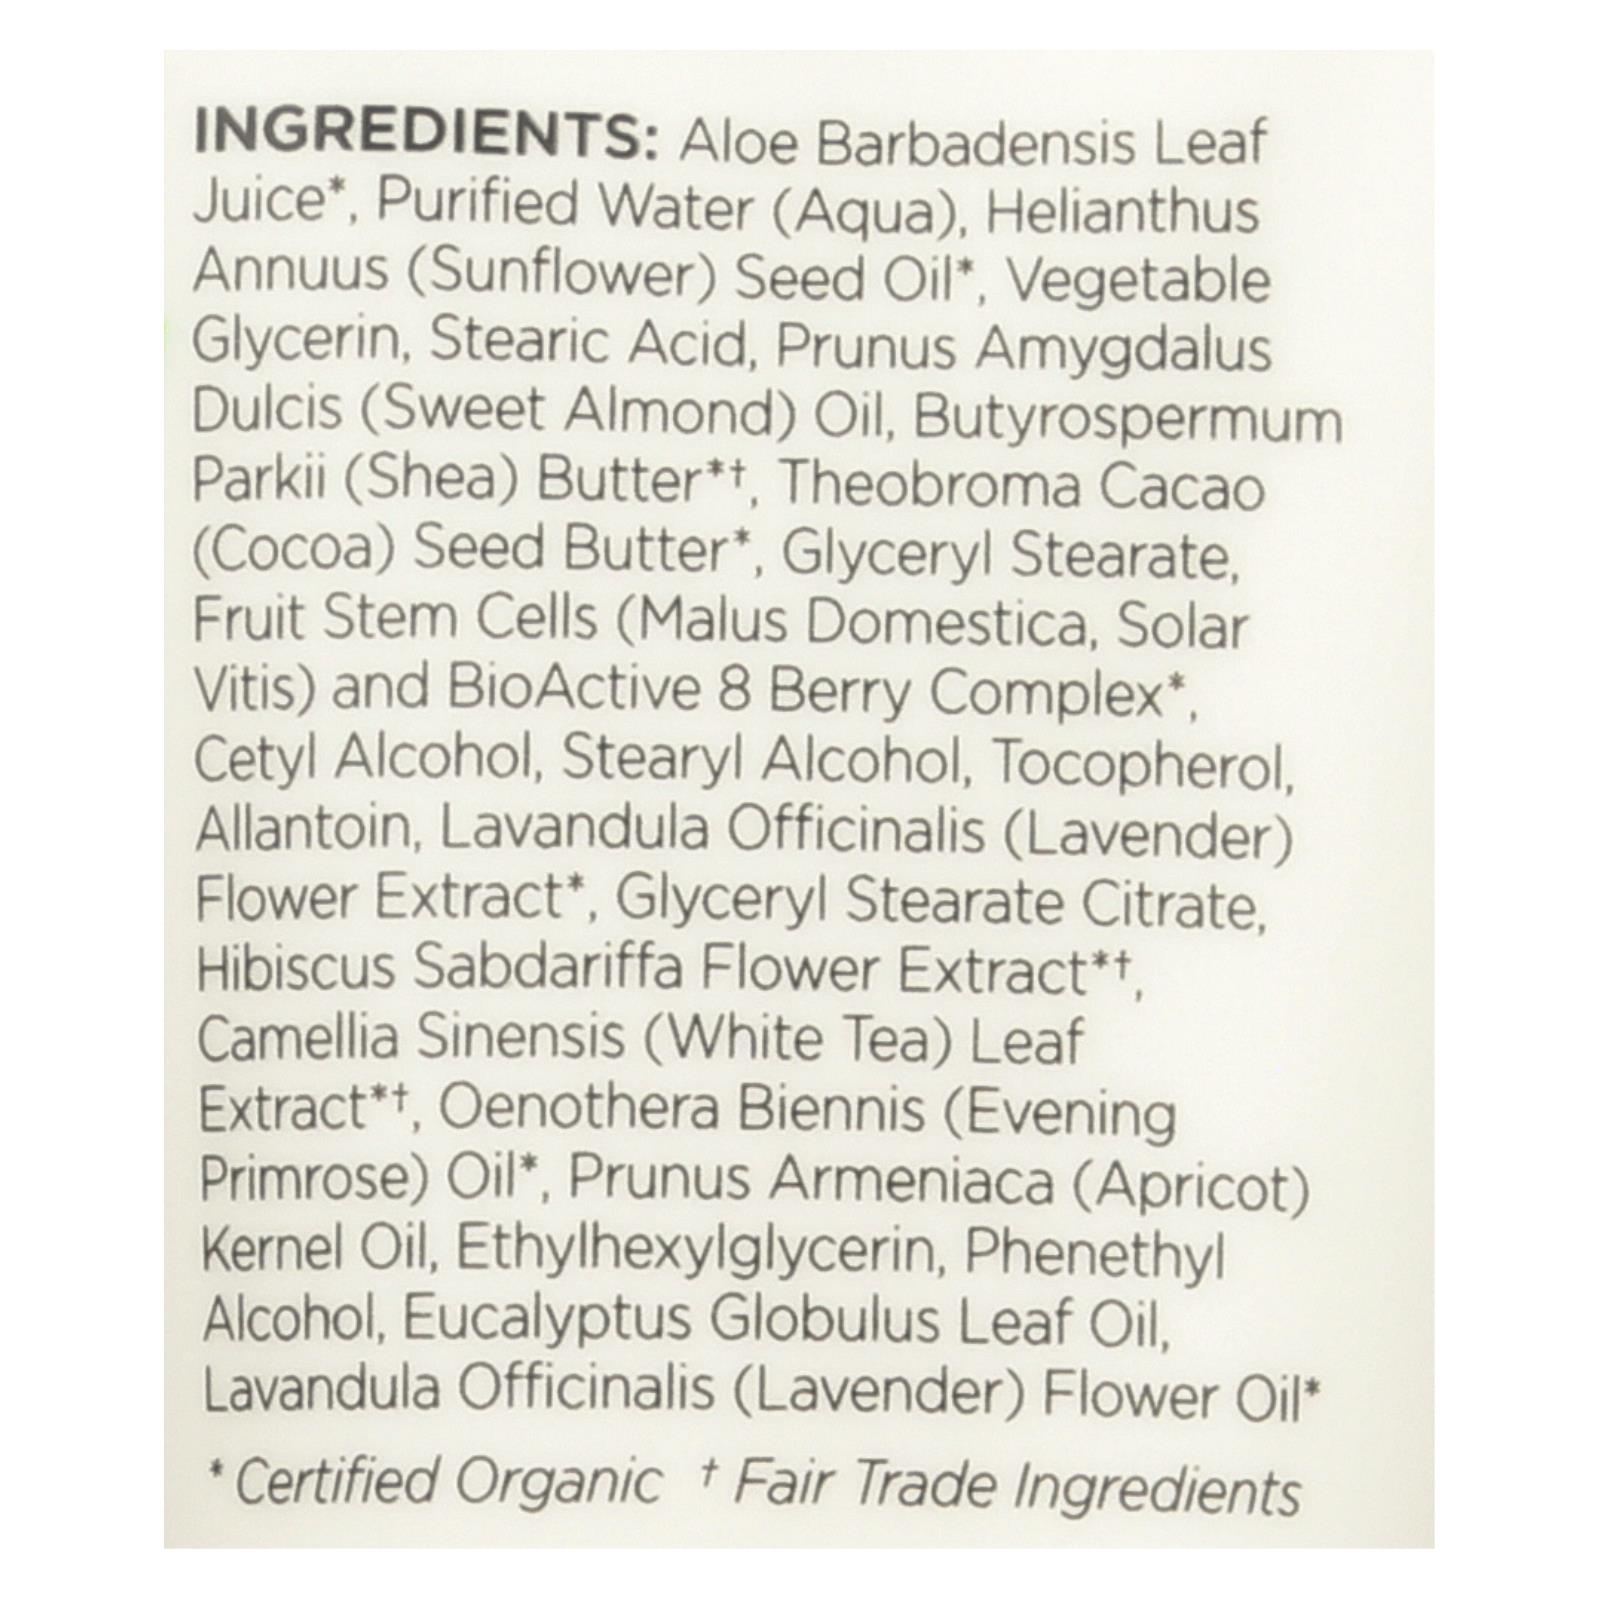 INGREDIENTS: Aloe Barbadensis Leaf
Juice*, Purified Water (Aqua), Helianthus
Annuus (Sunflower) Seed Oil*, Vegetable
Glycerin, Stearic Acid, Prunus Amygdalus
Dulcis (Sweet Almond) Oil, Butyrospermum
Parkii (Shea) Butter*†, Theobroma Cacao
(Cocoa) Seed Butter*, Glyceryl Stearate,
Fruit Stem Cells (Malus Domestica, Solar
Vitis) and BioActive 8 Berry Complex*,
Cetyl Alcohol, Stearyl Alcohol, Tocopherol,
Allantoin, Lavandula Officinalis (Lavender)
Flower Extract*, Glyceryl Stearate Citrate,
Hibiscus Sabdariffa Flower Extract*†,
Camellia Sinensis (White Tea) Leaf
Extract*†, Oenothera Biennis (Evening
Primrose) Oil*, Prunus Armeniaca (Apricot)
Kernel Oil, Ethylhexylglycerin, Phenethyl
Alcohol, Eucalyptus Globulus Leaf Oil,
Lavandula Officinalis (Lavender) Flower Oil*
* Certified Organic † Fair Trade Ingredients